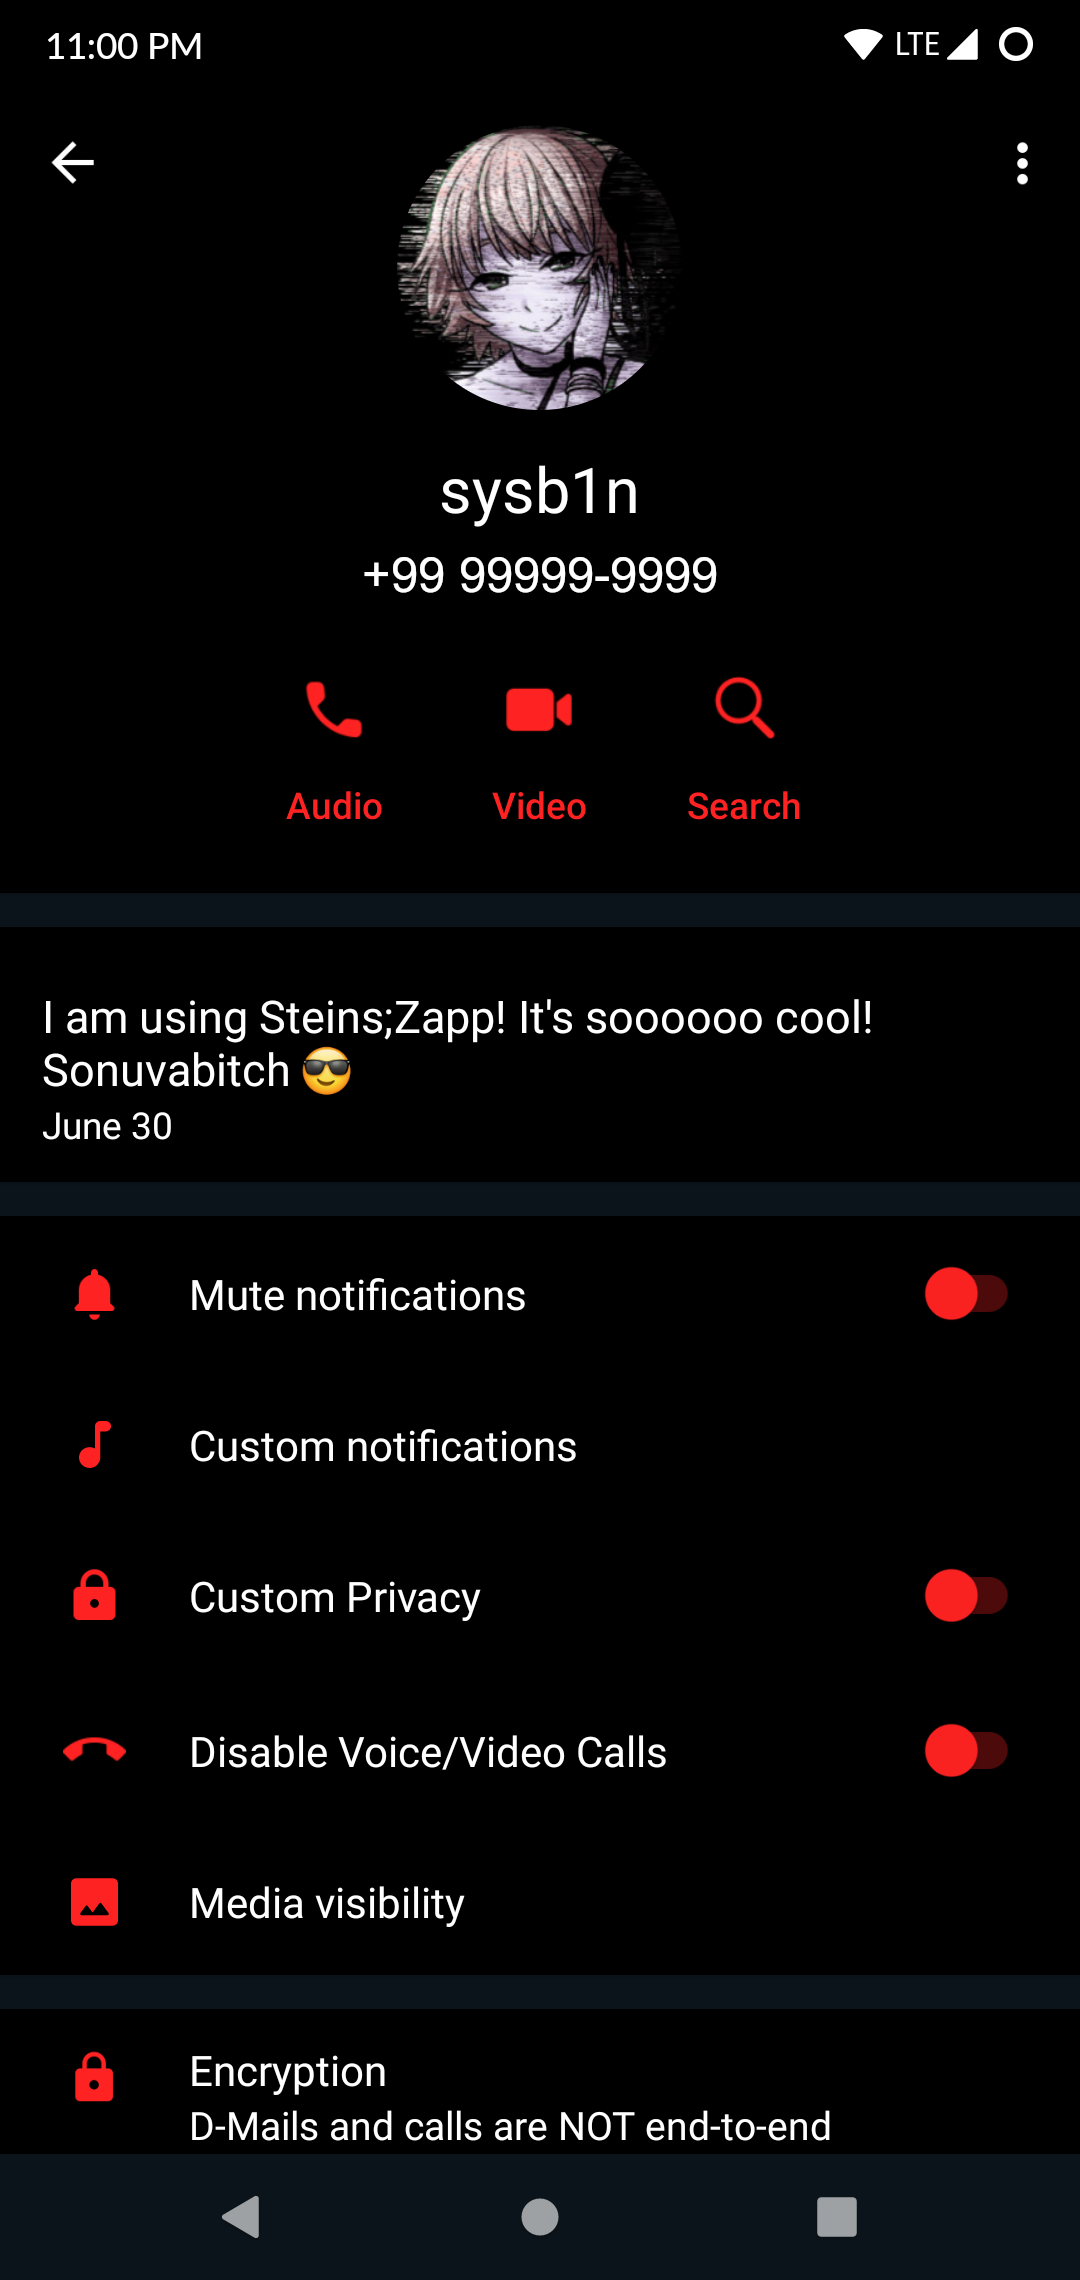 11:00 PM
LTE
sysb1n
+99 99999-9999
Audio Video Search
I am using Steins;Zapp! It's soooooo cool!
Sonuvabitch 😎
June 30
Mute notifications
Custom notifications
Custom Privacy
Disable Voice/Video Calls
Media visibility
Encryption
D-Mails and calls are NOT end-to-end